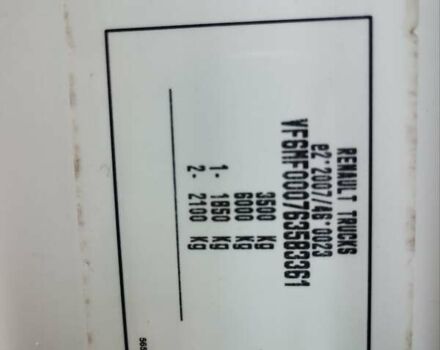 RENAULT TRUCKS
e2*2007/46*0023
VF6MF000763583361
3500 Kg
6000 Kg
1- 1850 Kg
2- 2100 Kg